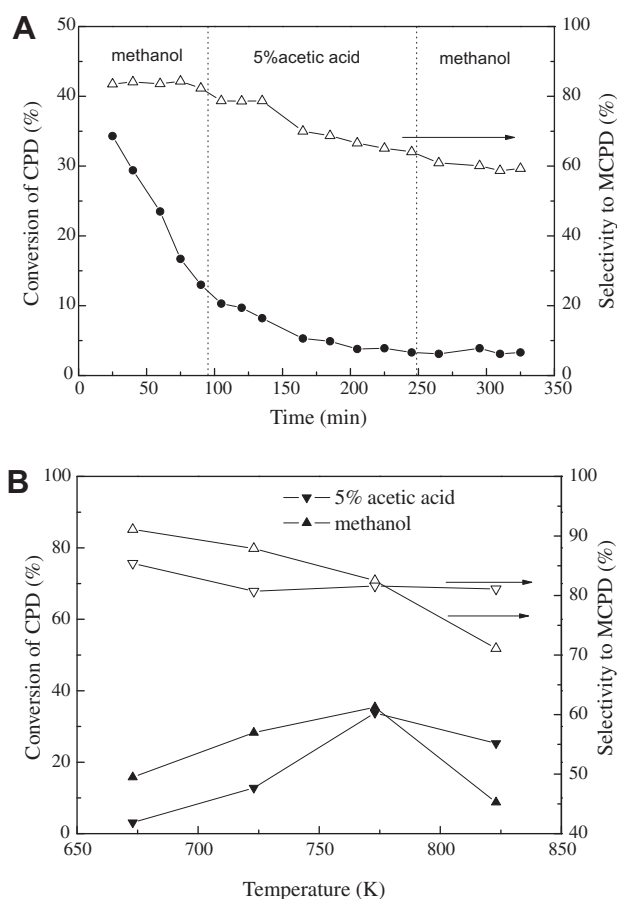 A
50
40
30
20
10
0
100
80
60
40
20
0
methanol
5%acetic acid
methanol
0 50 100 150 200 250 300 350
Conversion of CPD (%)
Selectivity to MCPD (%)
Time (min)
B
100
80
60
40
20
0
100
90
80
70
60
50
40
5% acetic acid
methanol
650 700 750 800 850
Conversion of CPD (%)
Selectivity to MCPD (%)
Temperature (K)